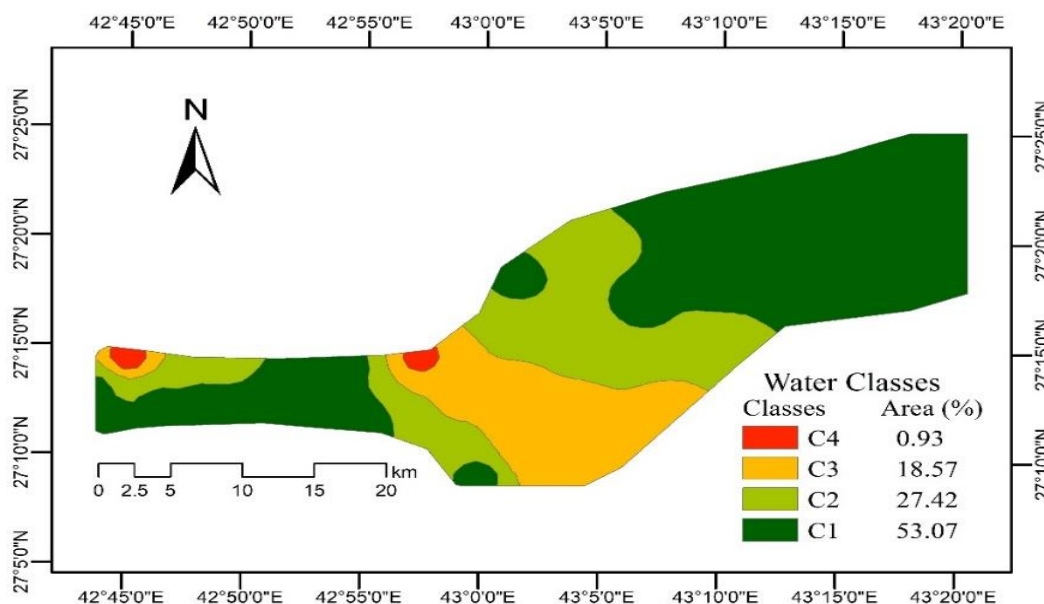 42°45'0"E 42°50'0"E 42°55'0"E 43°0'0"E 43°5'0"E 43°10'0"E 43°15'0"E 43°20'0"E
N
27°25'0"N 27°25'0"N
27°20'0"N 27°20'0"N
27°15'0"N 27°15'0"N
27°10'0"N 27°10'0"N
27°5'0"N
Water Classes
Classes Area (%)
C4 0.93
C3 18.57
C2 27.42
C1 53.07
km
0 2.5 5 10 15 20
42°45'0"E 42°50'0"E 42°55'0"E 43°0'0"E 43°5'0"E 43°10'0"E 43°15'0"E 43°20'0"E